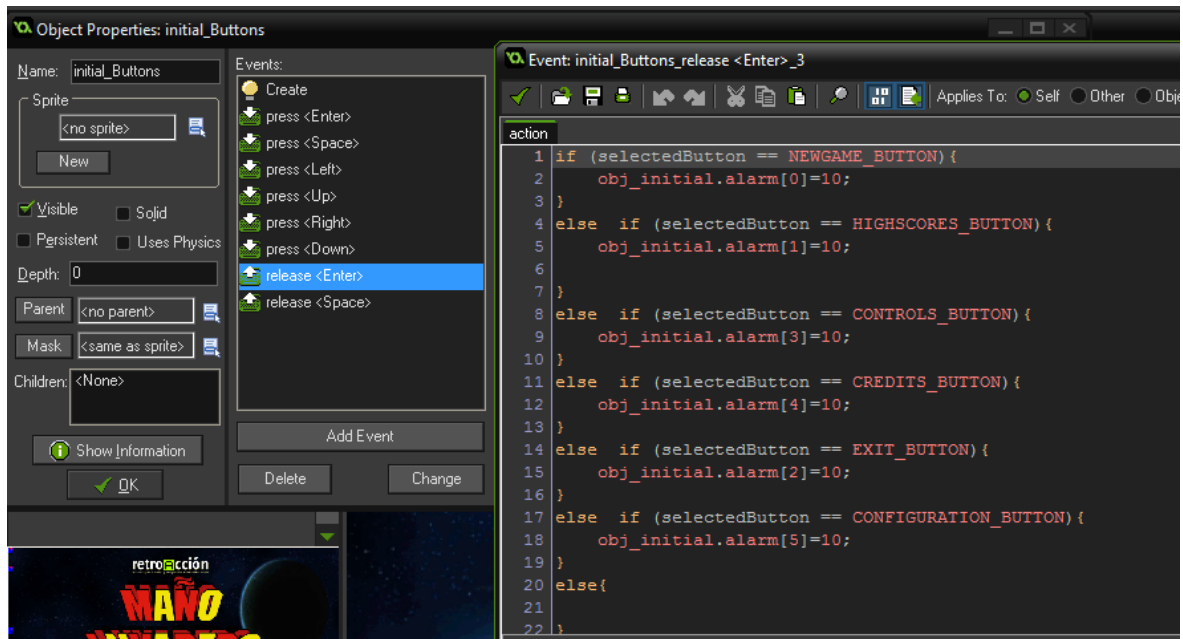 Object Properties: initial_Buttons
Name: initial_Buttons
Sprite
<no sprite>
New
Visible
Solid
Persistent
Uses Physics
Depth: 0
Parent <no parent>
Mask <same as sprite>
Children: <None>
Show Information
OK
Events:
Create
press <Enter>
press <Space>
press <Left>
press <Up>
press <Right>
press <Down>
release <Enter>
release <Space>
Add Event
Delete
Change
Event: initial_Buttons_release <Enter>_3
Applies To: Self Other Obje
action
1 if (selectedButton == NEWGAME_BUTTON){
2 obj_initial.alarm[0]=10;
3 }
4 else if (selectedButton == HIGHSCORES_BUTTON){
5 obj_initial.alarm[1]=10;
6
7 }
8 else if (selectedButton == CONTROLS_BUTTON){
9 obj_initial.alarm[3]=10;
10 }
11 else if (selectedButton == CREDITS_BUTTON){
12 obj_initial.alarm[4]=10;
13 }
14 else if (selectedButton == EXIT_BUTTON){
15 obj_initial.alarm[2]=10;
16 }
17 else if (selectedButton == CONFIGURATION_BUTTON){
18 obj_initial.alarm[5]=10;
19 }
20 else{
21
22 }
retroacción
MAÑO